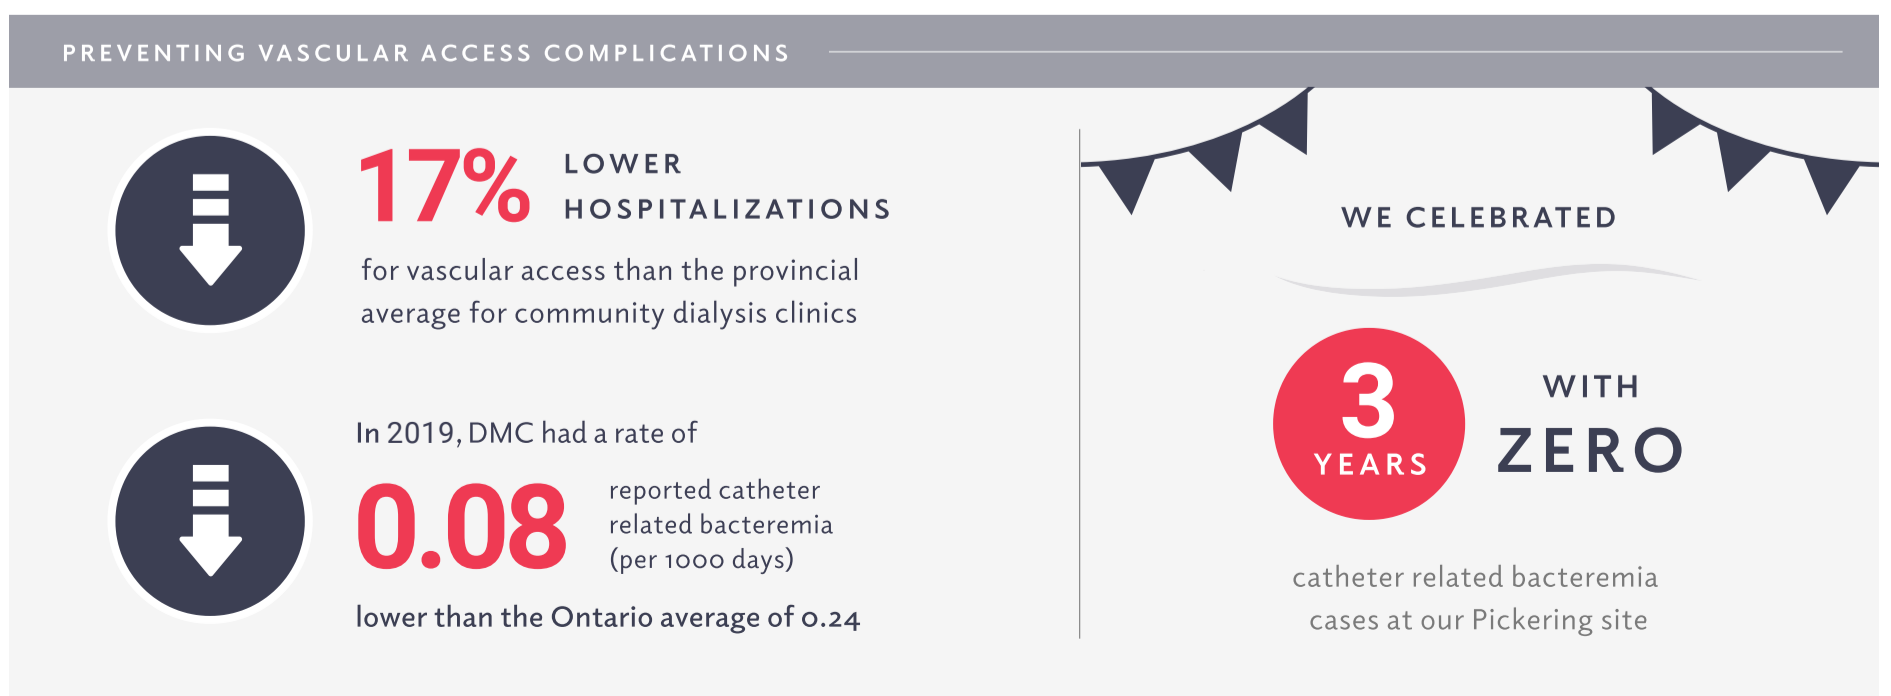 PREVENTING VASCULAR ACCESS COMPLICATIONS
17% LOWER
HOSPITALIZATIONS
for vascular access than the provincial
average for community dialysis clinics
In 2019, DMC had a rate of
0.08
reported catheter
related bacteremia
(per 1000 days)
lower than the Ontario average of 0.24
WE CELEBRATED
3
YEARS
WITH
ZERO
catheter related bacteremia
cases at our Pickering site